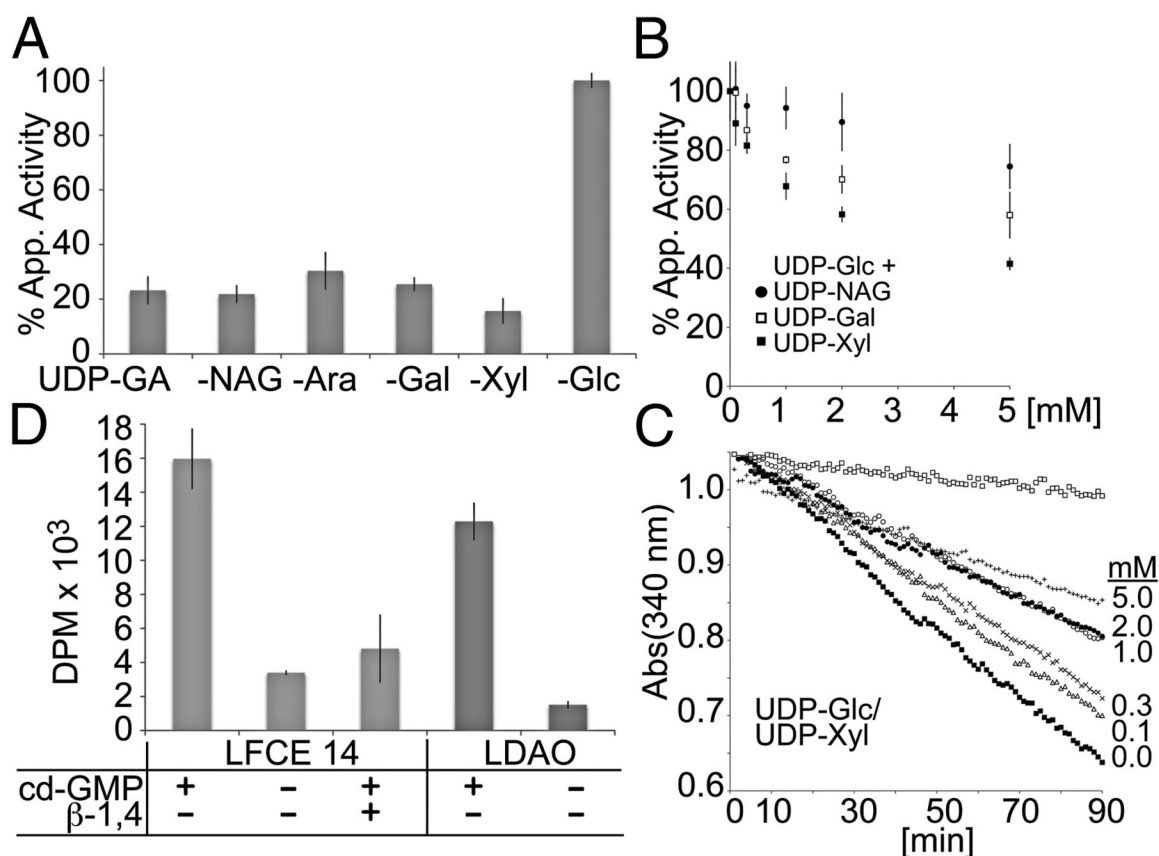 A
% App. Activity
100
80
60
40
20
0
UDP-GA -NAG -Ara -Gal -Xyl -Glc
B
% App. Activity
100
80
60
40
20
0
UDP-Glc +
UDP-NAG
UDP-Gal
UDP-Xyl
0 1 2 3 4 5 [mM]
D
DPM x 10³
18
16
14
12
10
8
6
4
2
0
LFCE 14 LDAO
cd-GMP + – + + –
β-1,4 – – + – –
C
Abs(340 nm)
1.0
0.9
0.8
0.7
0.6
UDP-Glc/
UDP-Xyl
mM
5.0
2.0
1.0
0.3
0.1
0.0
0 10 30 50 70 90
[min]